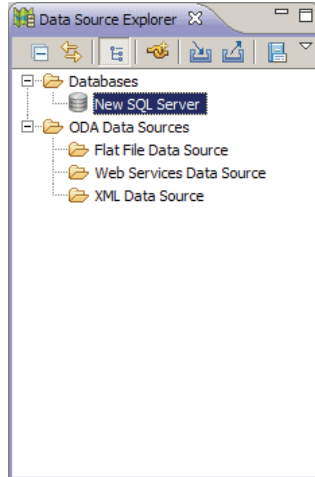 Data Source Explorer
Databases
New SQL Server
ODA Data Sources
Flat File Data Source
Web Services Data Source
XML Data Source